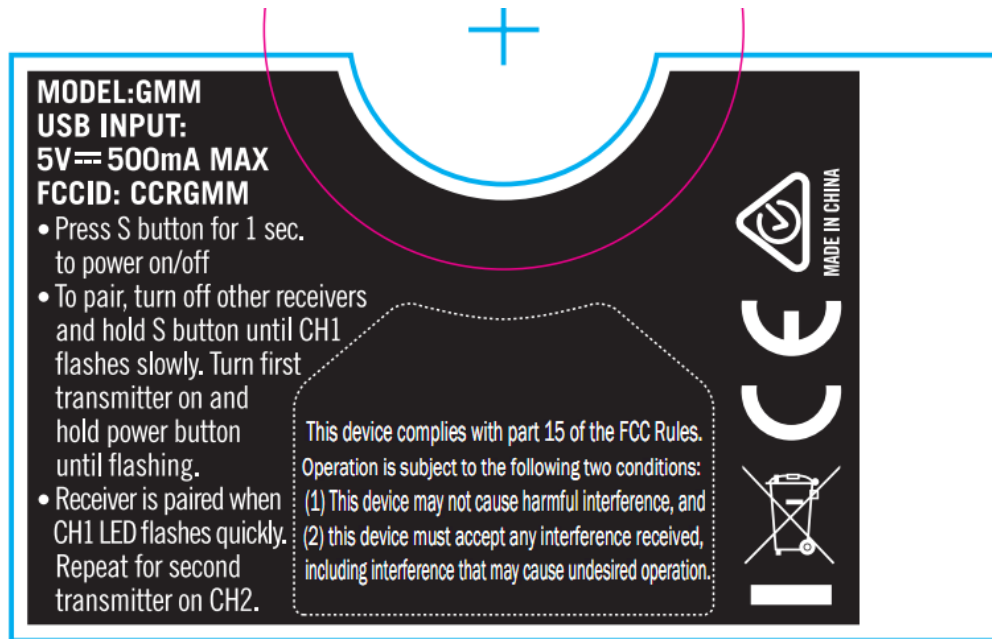 MODEL:GMM
USB INPUT:
5V⎓500mA MAX
FCCID: CCRGMM
• Press S button for 1 sec.
to power on/off
• To pair, turn off other receivers
and hold S button until CH1
flashes slowly. Turn first
transmitter on and
hold power button
until flashing.
• Receiver is paired when
CH1 LED flashes quickly.
Repeat for second
transmitter on CH2.
This device complies with part 15 of the FCC Rules.
Operation is subject to the following two conditions:
(1) This device may not cause harmful interference, and
(2) this device must accept any interference received,
including interference that may cause undesired operation.
MADE IN CHINA
CE